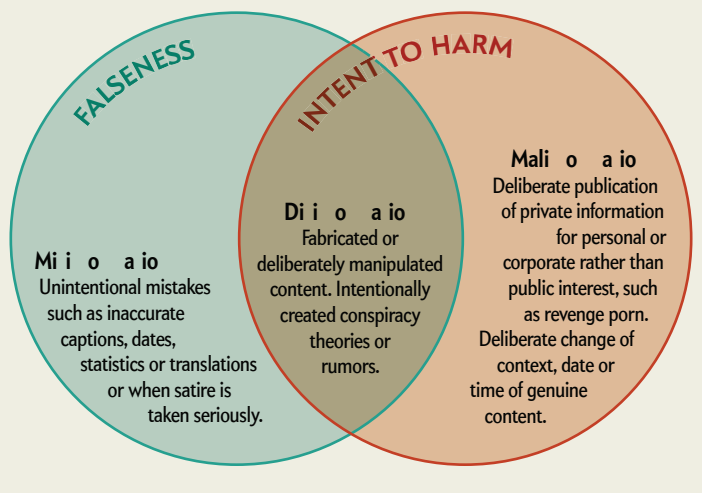 FALSENESS
INTENT TO HARM
Mi i o a io
Unintentional mistakes
such as inaccurate
captions, dates,
statistics or translations
or when satire is
taken seriously.
Di i o a io
Fabricated or
deliberately manipulated
content. Intentionally
created conspiracy
theories or
rumors.
Mali o a io
Deliberate publication
of private information
for personal or
corporate rather than
public interest, such
as revenge porn.
Deliberate change of
context, date or
time of genuine
content.